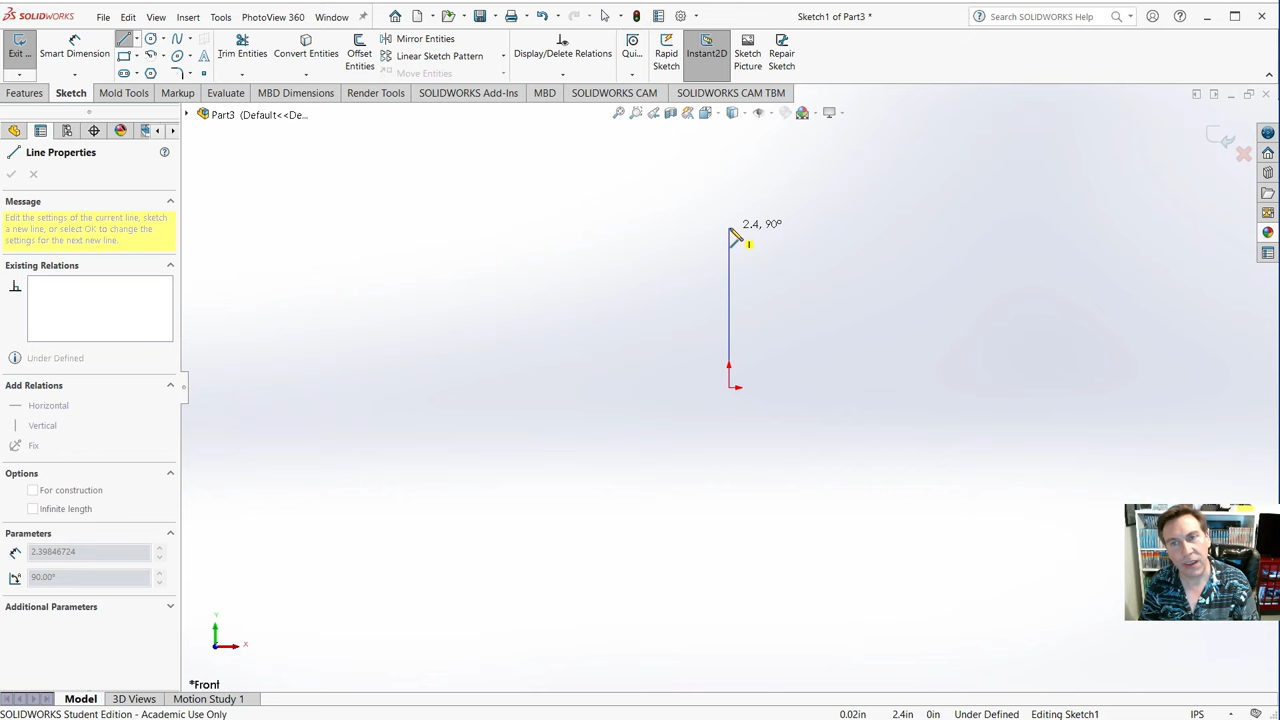 SOLIDWORKS File Edit View Insert Tools PhotoView 360 Window Sketch1 of Part3 * Search SOLIDWORKS Help
Exit ... Smart Dimension Trim Entities Convert Entities Offset Entities Mirror Entities Linear Sketch Pattern Move Entities Display/Delete Relations Qui... Rapid Sketch Instant2D Sketch Picture Repair Sketch
Features Sketch Mold Tools Markup Evaluate MBD Dimensions Render Tools SOLIDWORKS Add-Ins MBD SOLIDWORKS CAM SOLIDWORKS CAM TBM
Part3 (Default<<De...
Line Properties
Message
Edit the settings of the current line, sketch
a new line, or select OK to change the
settings for the next new line.
2.4, 90°
Existing Relations
Under Defined
Add Relations
Horizontal
Vertical
Fix
Options
For construction
Infinite length
Parameters
2.39846724
90.00°
Additional Parameters
Y
X
*Front
Model 3D Views Motion Study 1
SOLIDWORKS Student Edition - Academic Use Only 0.02in 2.4in 0in Under Defined Editing Sketch1 IPS